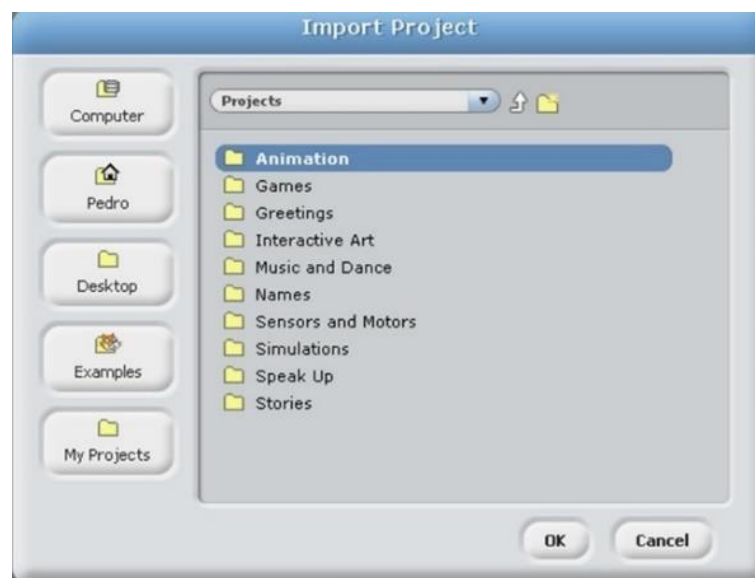 Import Project
Computer
Pedro
Desktop
Examples
My Projects
Projects
Animation
Games
Greetings
Interactive Art
Music and Dance
Names
Sensors and Motors
Simulations
Speak Up
Stories
OK
Cancel